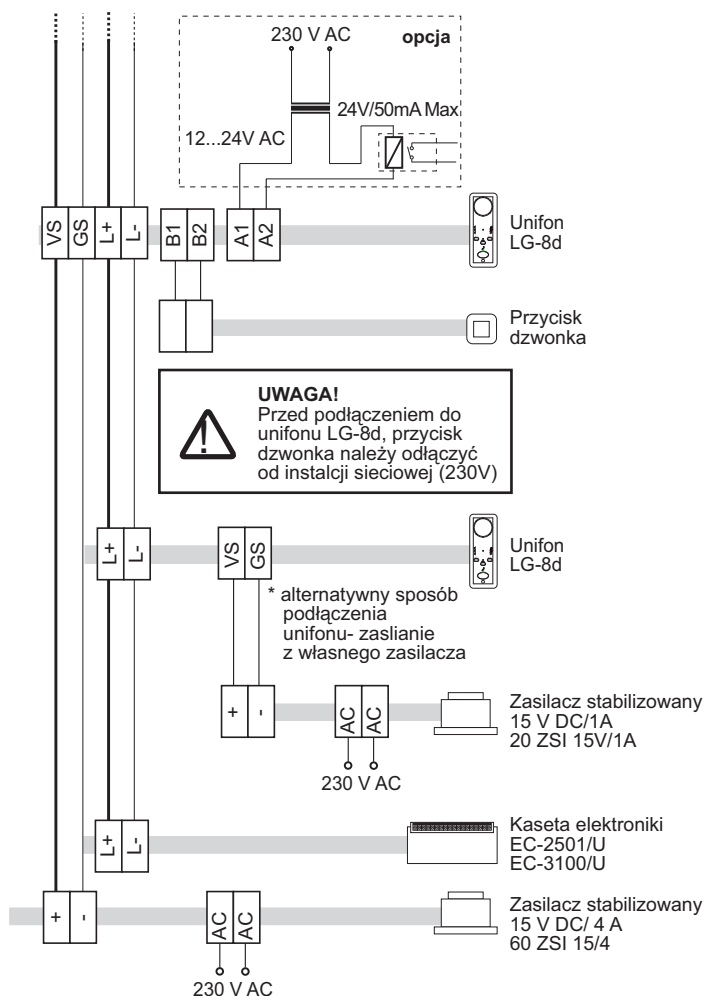 230 V AC
opcja
24V/50mA Max
12...24V AC
VS
GS
L+
L-
B1
B2
A1
A2
Unifon
LG-8d
Przycisk
dzwonka
UWAGA!
Przed podłączeniem do
unifonu LG-8d, przycisk
dzwonka należy odłączyć
od instalcji sieciowej (230V)
L+
L-
VS
GS
Unifon
LG-8d
* alternatywny sposób
podłączenia
unifonu- zaslianie
z własnego zasilacza
+
-
AC
AC
230 V AC
Zasilacz stabilizowany
15 V DC/1A
20 ZSI 15V/1A
L+
L-
Kaseta elektroniki
EC-2501/U
EC-3100/U
+
-
AC
AC
230 V AC
Zasilacz stabilizowany
15 V DC/ 4 A
60 ZSI 15/4